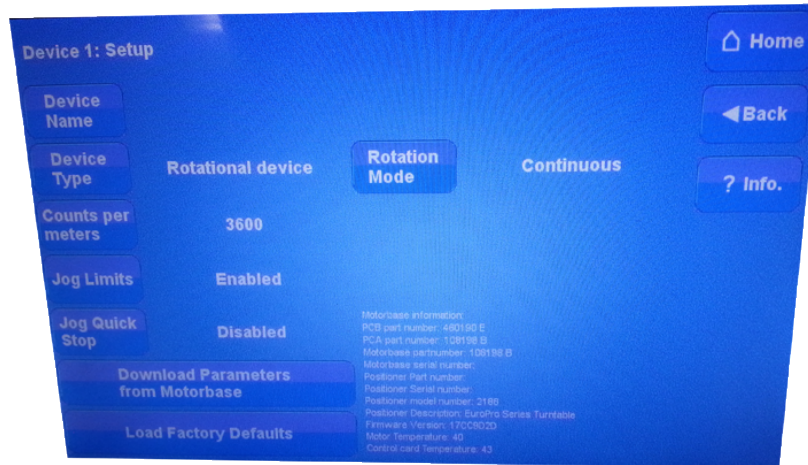 Device 1: Setup
Home
Device
Name
Back
Device
Type
Rotational device
Rotation
Mode
Continuous
? Info.
Counts per
meters
3600
Jog Limits
Enabled
Jog Quick
Stop
Disabled
Download Parameters
from Motorbase
Load Factory Defaults
Motorbase information:
PCB part number: 460190 E
PCA part number: 108198 B
Motorbase partnumber: 108198 B
Motorbase serial number:
Positioner Part number:
Positioner Serial number:
Positioner model number: 2188
Positioner Description: EuroPro Series Turntable
Firmware Version:
Motor Temperature: 40
Control card Temperature: 43